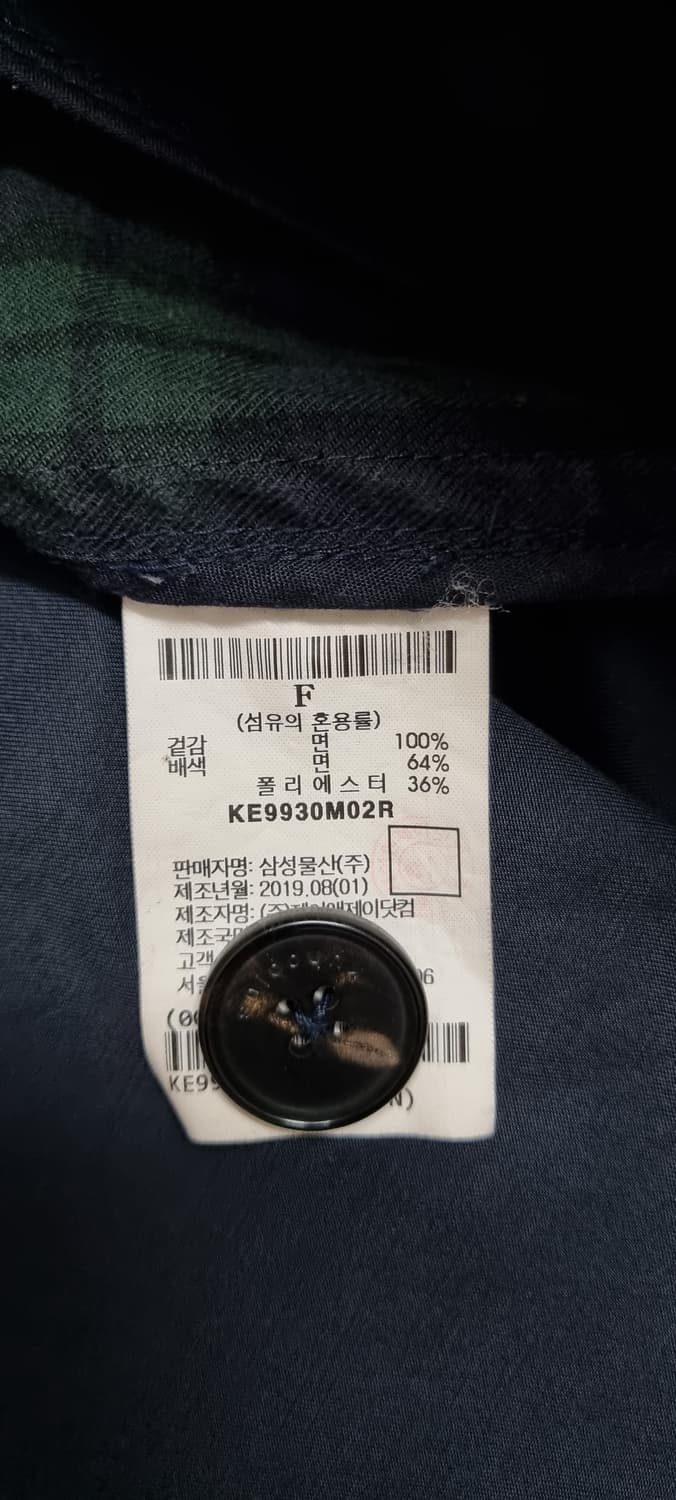 F
(섬유의 혼용률)
겉감 면 100%
배색 면 64%
폴리에스터 36%
KE9930M02R
판매자명: 삼성물산(주)
제조년월: 2019.08(01)
제조자명:
고객